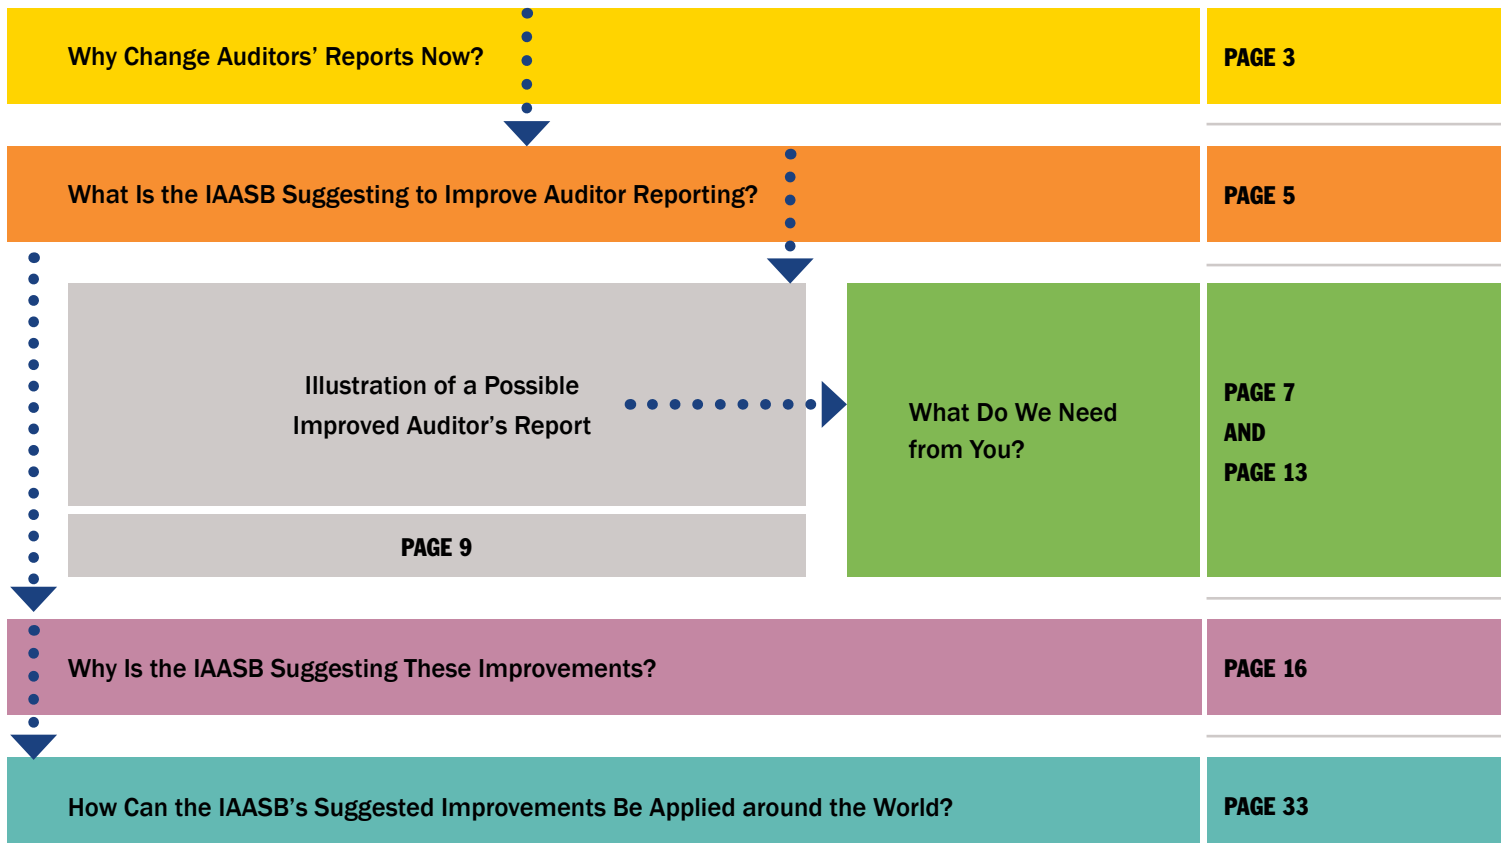 Why Change Auditors’ Reports Now?
PAGE 3
What Is the IAASB Suggesting to Improve Auditor Reporting?
PAGE 5
Illustration of a Possible
Improved Auditor’s Report
PAGE 9
What Do We Need
from You?
PAGE 7
AND
PAGE 13
Why Is the IAASB Suggesting These Improvements?
PAGE 16
How Can the IAASB’s Suggested Improvements Be Applied around the World?
PAGE 33